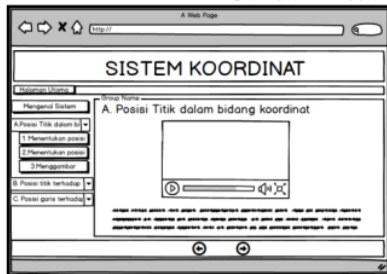 A Web Page
http://
SISTEM KOORDINAT
Halaman Utama
Group Name
Mengenal Sistem
A. Posisi Titik dalam bidang koordinat
A.Posisi Titik dalam bi
1.Menentukan posisi
2.Menentukan posisi
3.Menggambar
B. Posisi titik terhadap
C. Posisi garis terhadap